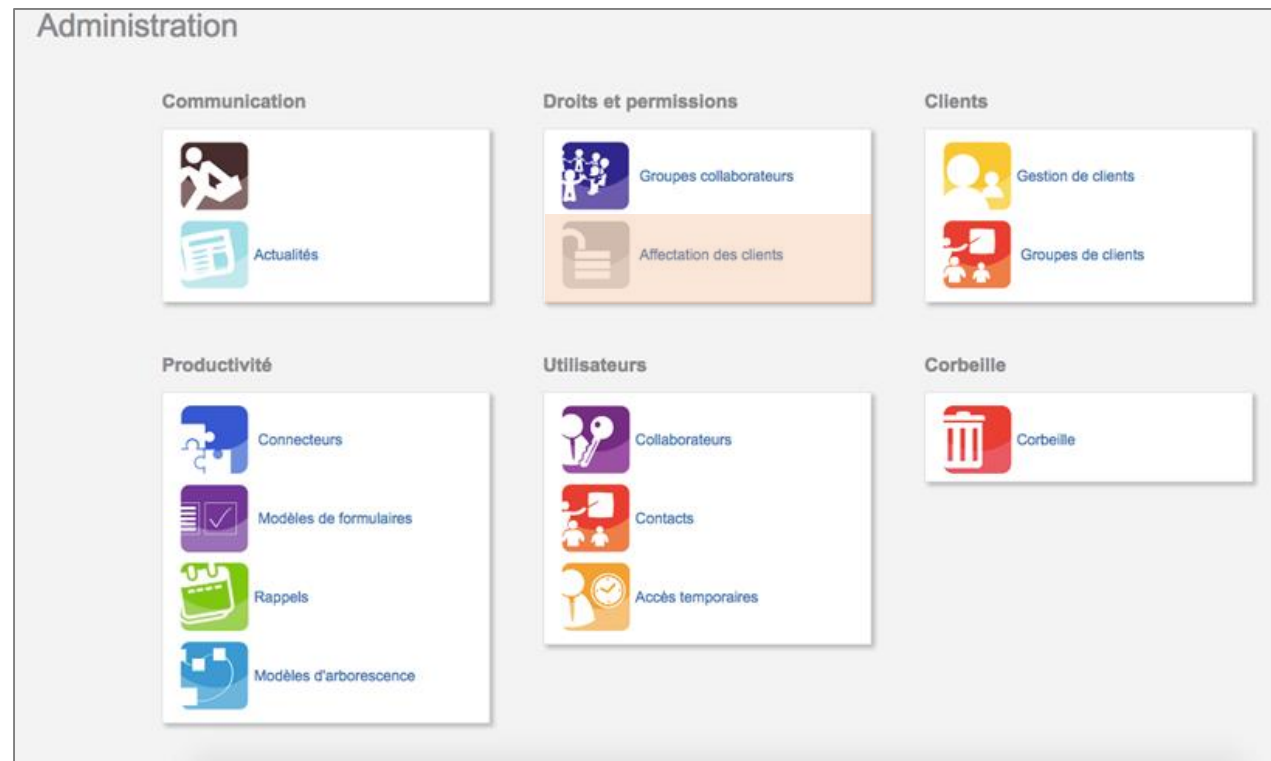 Administration
Communication
Actualités
Droits et permissions
Groupes collaborateurs
Affectation des clients
Clients
Gestion de clients
Groupes de clients
Productivité
Connecteurs
Modèles de formulaires
Rappels
Modèles d'arborescence
Utilisateurs
Collaborateurs
Contacts
Accès temporaires
Corbeille
Corbeille